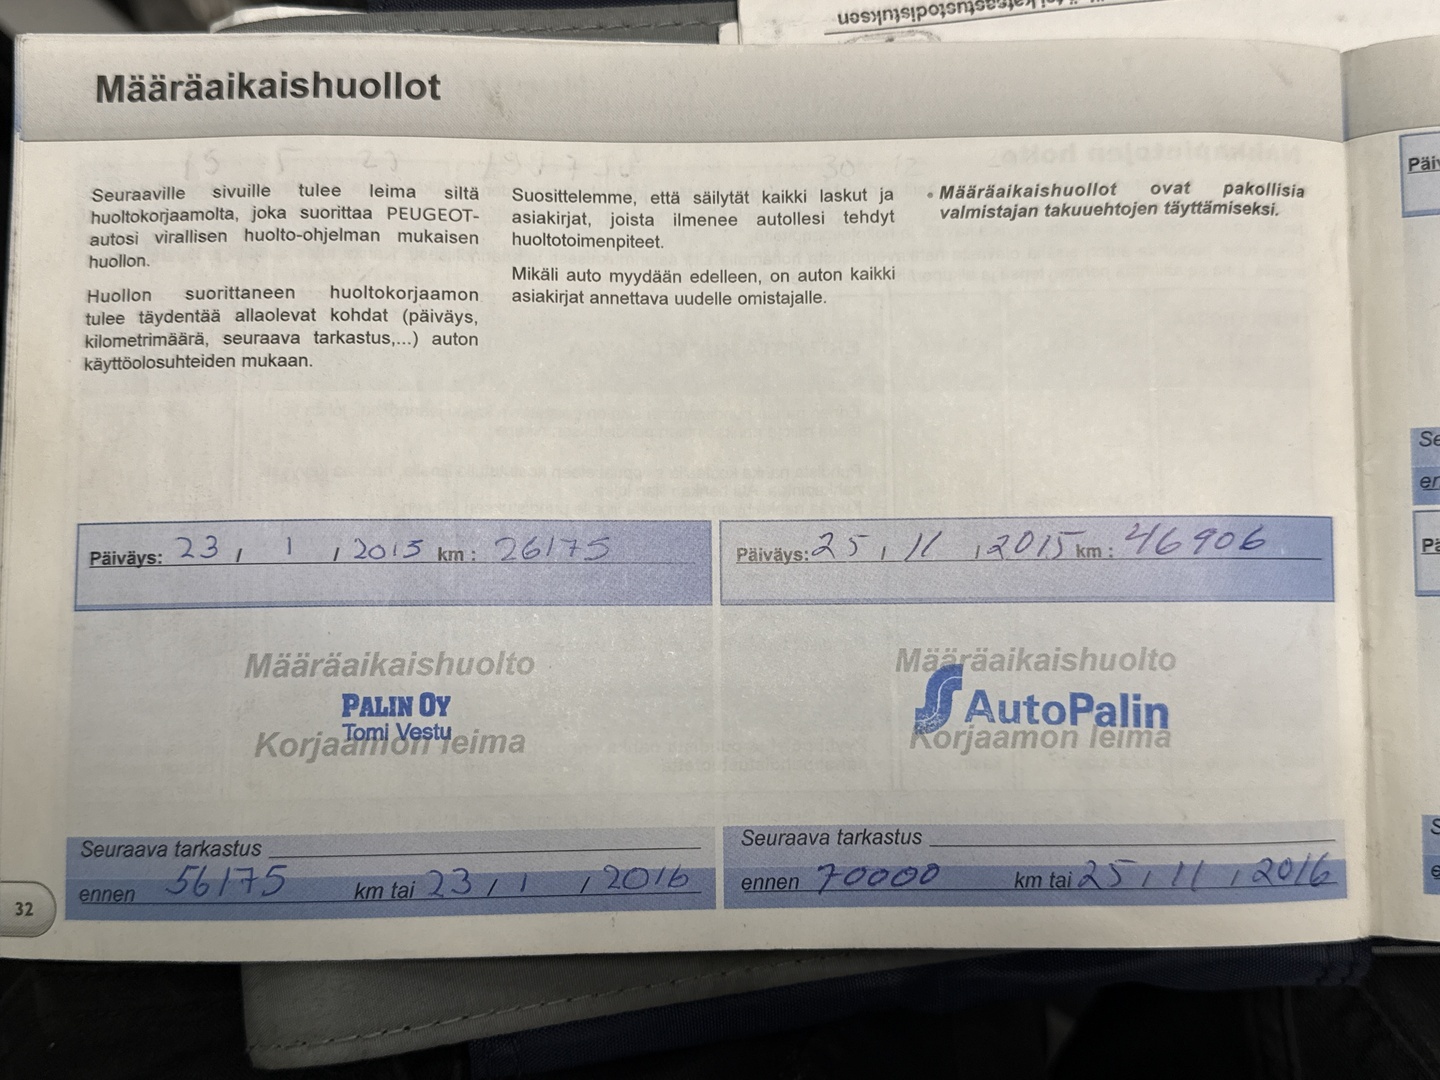 Määräaikaishuollot
Seuraaville sivuille tulee leima siltä
huoltokorjaamolta, joka suorittaa PEUGEOT-
autosi virallisen huolto-ohjelman mukaisen
huollon.
Huollon suorittaneen huoltokorjaamon
tulee täydentää allaolevat kohdat (päiväys,
kilometrimäärä, seuraava tarkastus,...) auton
käyttöolosuhteiden mukaan.
Suosittelemme, että säilytät kaikki laskut ja
asiakirjat, joista ilmenee autollesi tehdyt
huoltotoimenpiteet.
Mikäli auto myydään edelleen, on auton kaikki
asiakirjat annettava uudelle omistajalle.
• Määräaikaishuollot ovat pakollisia
valmistajan takuuehtojen täyttämiseksi.
Päiväys: 23 / 1 / 2015 km : 26175
Määräaikaishuolto
PALIN OY
Tomi Vestu
Korjaamon leima
Seuraava tarkastus
ennen 56175 km tai 23 / 1 / 2016
Päiväys: 25 / 11 / 2015 km : 46906
Määräaikaishuolto
AutoPalin
Korjaamon leima
Seuraava tarkastus
ennen 70000 km tai 25 / 11 / 2016
32